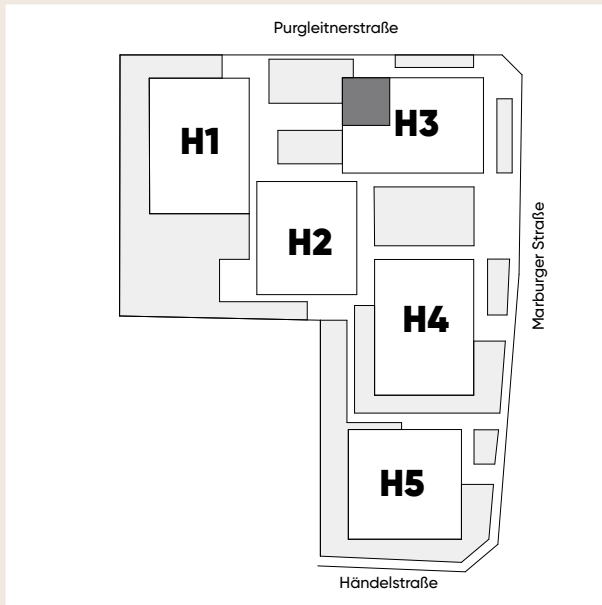 Purgleitnerstraße
H1
H3
H2
Marburger Straße
H4
H5
Händelstraße